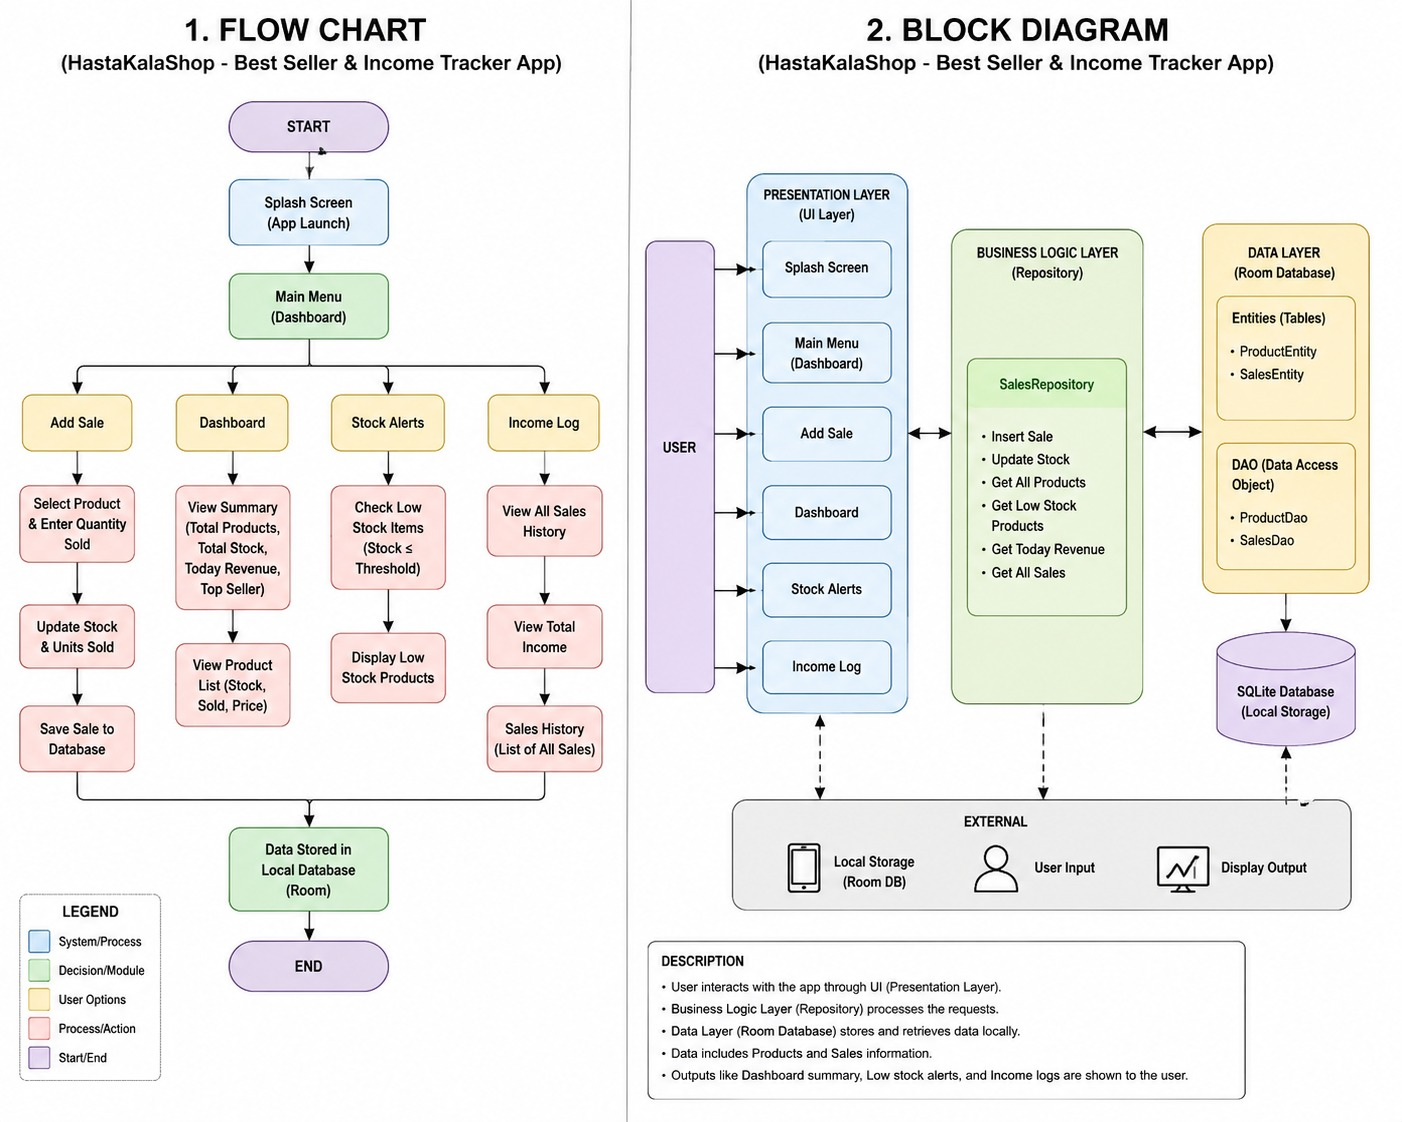 1. FLOW CHART
(HastaKalaShop - Best Seller & Income Tracker App)
START
Splash Screen
(App Launch)
Main Menu
(Dashboard)
Add Sale
Dashboard
Stock Alerts
Income Log
Select Product
& Enter Quantity
Sold
View Summary
(Total Products,
Total Stock,
Today Revenue,
Top Seller)
Check Low
Stock Items
(Stock ≤
Threshold)
View All Sales
History
Update Stock
& Units Sold
View Product
List (Stock,
Sold, Price)
Display Low
Stock Products
View Total
Income
Save Sale to
Database
Sales History
(List of All Sales)
Data Stored in
Local Database
(Room)
END
LEGEND
System/Process
Decision/Module
User Options
Process/Action
Start/End
2. BLOCK DIAGRAM
(HastaKalaShop - Best Seller & Income Tracker App)
USER
PRESENTATION LAYER
(UI Layer)
Splash Screen
Main Menu
(Dashboard)
Add Sale
Dashboard
Stock Alerts
Income Log
BUSINESS LOGIC LAYER
(Repository)
SalesRepository
• Insert Sale
• Update Stock
• Get All Products
• Get Low Stock
Products
• Get Today Revenue
• Get All Sales
DATA LAYER
(Room Database)
Entities (Tables)
• ProductEntity
• SalesEntity
DAO (Data Access
Object)
• ProductDao
• SalesDao
SQLite Database
(Local Storage)
EXTERNAL
Local Storage
(Room DB)
User Input
Display Output
DESCRIPTION
• User interacts with the app through UI (Presentation Layer).
• Business Logic Layer (Repository) processes the requests.
• Data Layer (Room Database) stores and retrieves data locally.
• Data includes Products and Sales information.
• Outputs like Dashboard summary, Low stock alerts, and Income logs are shown to the user.